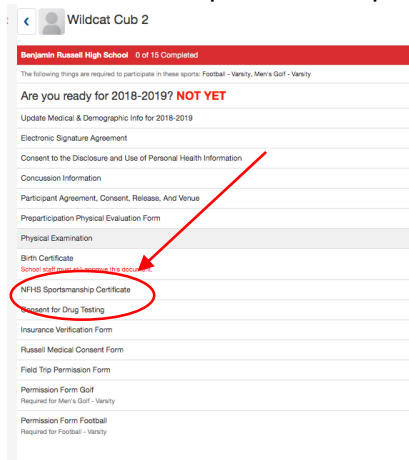 Wildcat Cub 2
Benjamin Russell High School 0 of 15 Completed
The following things are required to participate in these sports: Football - Varsity, Men's Golf - Varsity
Are you ready for 2018-2019? NOT YET
Update Medical & Demographic Info for 2018-2019
Electronic Signature Agreement
Consent to the Disclosure and Use of Personal Health Information
Concussion Information
Participant Agreement, Consent, Release, And Venue
Preparticipation Physical Evaluation Form
Physical Examination
Birth Certificate
School staff must still approve this document.
NFHS Sportsmanship Certificate
Consent for Drug Testing
Insurance Verification Form
Russell Medical Consent Form
Field Trip Permission Form
Permission Form Golf
Required for Men's Golf - Varsity
Permission Form Football
Required for Football - Varsity